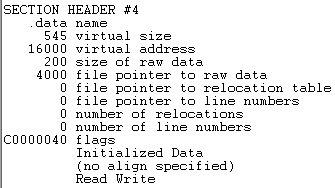 SECTION HEADER #4
.data name
545 virtual size
16000 virtual address
200 size of raw data
4000 file pointer to raw data
0 file pointer to relocation table
0 file pointer to line numbers
0 number of relocations
0 number of line numbers
C0000040 flags
Initialized Data
(no align specified)
Read Write